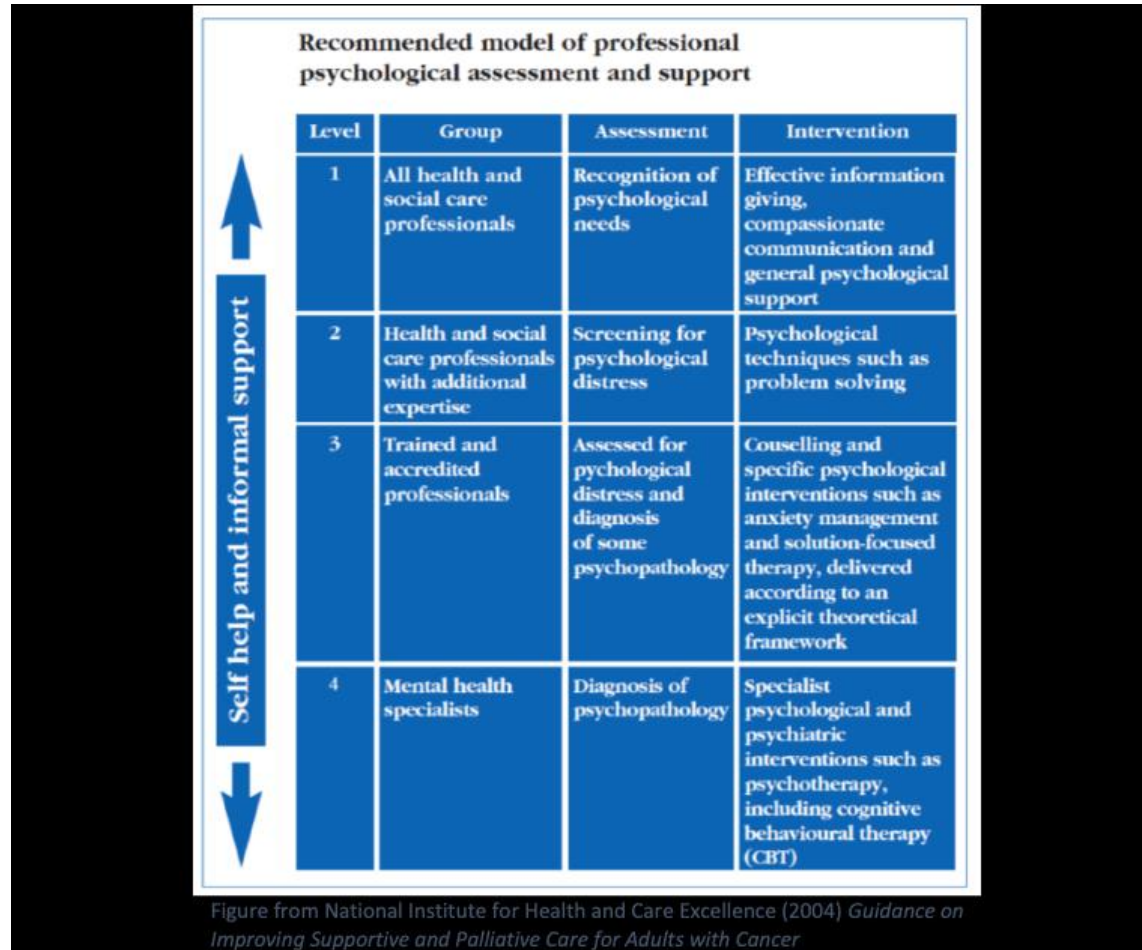 Recommended model of professional
psychological assessment and support
Level
Group
Assessment
Intervention
1
All health and
social care
professionals
Recognition of
psychological
needs
Effective information
giving,
compassionate
communication and
general psychological
support
2
Health and social
care professionals
with additional
expertise
Screening for
psychological
distress
Psychological
techniques such as
problem solving
3
Trained and
accredited
professionals
Assessed for
pychological
distress and
diagnosis
of some
psychopathology
Couselling and
specific psychological
interventions such as
anxiety management
and solution-focused
therapy, delivered
according to an
explicit theoretical
framework
4
Mental health
specialists
Diagnosis of
psychopathology
Specialist
psychological and
psychiatric
interventions such as
psychotherapy,
including cognitive
behavioural therapy
(CBT)
Self help and informal support
Figure from National Institute for Health and Care Excellence (2004) Guidance on
Improving Supportive and Palliative Care for Adults with Cancer